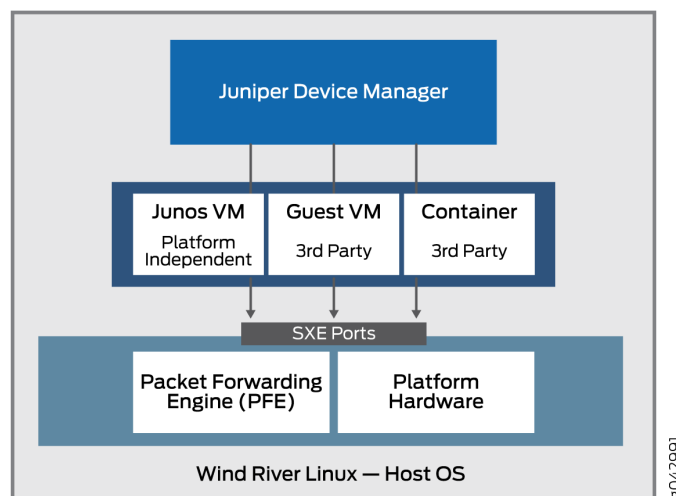 Juniper Device Manager
Junos VM
Platform
Independent
Guest VM
3rd Party
Container
3rd Party
SXE Ports
Packet Forwarding
Engine (PFE)
Platform
Hardware
Wind River Linux — Host OS
g042991